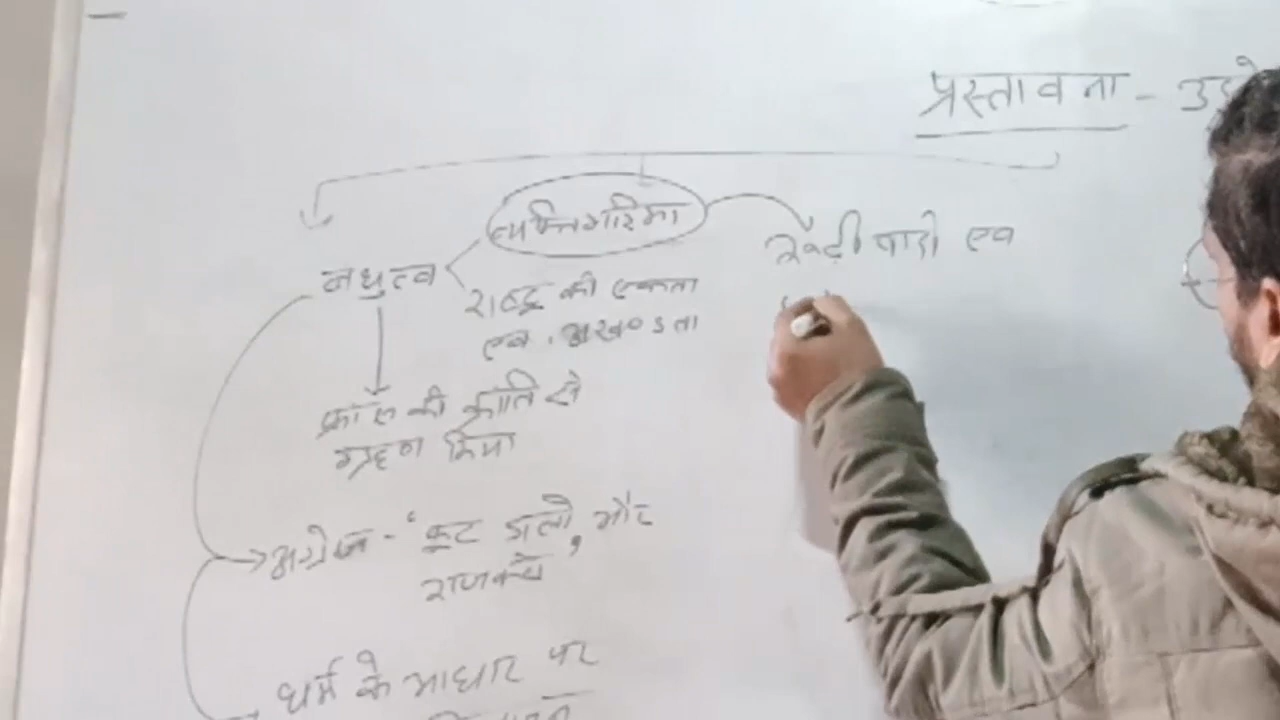 प्रस्तावना -
व्यक्तिगरिमा
बंधुत्व
राष्ट्र की एकता
एवं अखण्डता
रूढ़ी वादी एवं
फ्रांस की क्रांति से
ग्रहण किया
अंग्रेज - 'फूट डालो, और
राज करो
धर्म के आधार पर